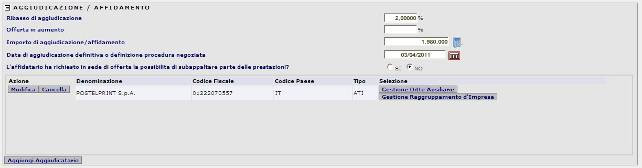 AGGIUDICAZIONE / AFFIDAMENTO
Ribasso di aggiudicazione 2,00000 %
Offerta in aumento %
Importo di aggiudicazione/affidamento 1.980.000
Data di aggiudicazione definitiva o definizione procedura negoziata 03/04/2011
L'affidatario ha richiesto in sede di offerta la possibilità di subappaltare parte delle prestazioni? SI NO
Azione Denominazione Codice Fiscale Codice Paese Tipo Selezione
Modifica Cancella POSTELPRINT S.p.A. 01222070557 IT ATI Gestione Ditte Ausiliarie
Gestione Raggruppamento d'Impresa
Aggiungi Aggiudicatario